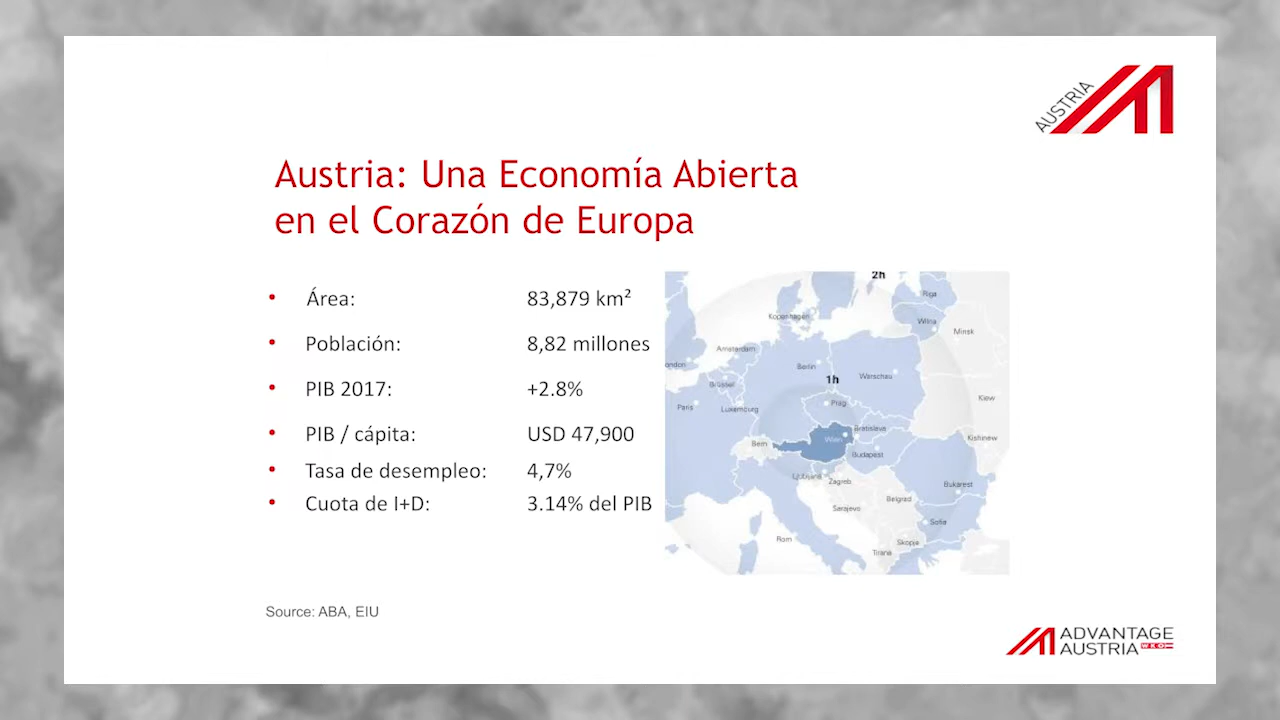 AUSTRIA
Austria: Una Economía Abierta
en el Corazón de Europa
• Área: 83,879 km²
• Población: 8,82 millones
• PIB 2017: +2.8%
• PIB / cápita: USD 47,900
• Tasa de desempleo: 4,7%
• Cuota de I+D: 3.14% del PIB
2h
Riga
Kopenhagen
Wilna
Minsk
Amsterdam
ondon
Berlin
Warschau
1h
Brüssel
Kiew
Paris
Luxemburg
Prag
Bratislava
Wien
Kishinew
Bern
Budapest
Ljubjana
Zagreb
Bukarest
Belgrad
Sarajevo
Sofia
Rom
Skopje
Tirana
Source: ABA, EIU
ADVANTAGE
AUSTRIA WKO